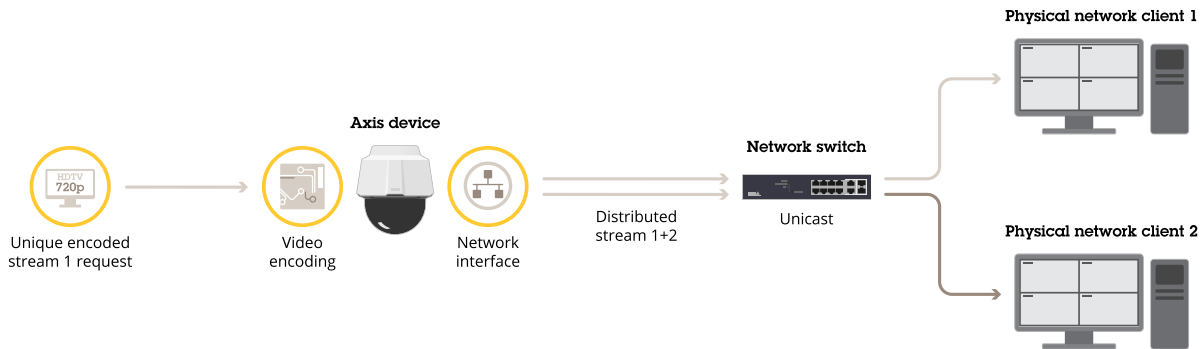 Physical network client 1
Axis device
Network switch
HDTV
720p
Unique encoded
stream 1 request
Video
encoding
Network
interface
Distributed
stream 1+2
Unicast
Physical network client 2